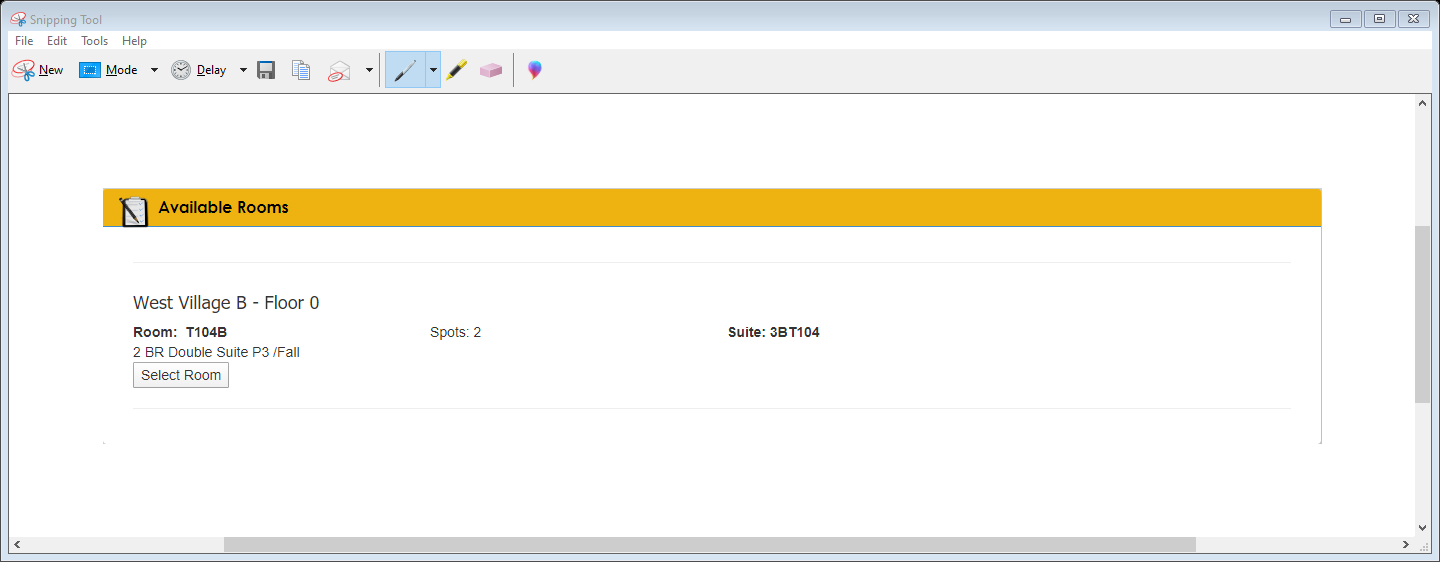 Snipping Tool
File Edit Tools Help
New Mode Delay
Available Rooms
West Village B - Floor 0
Room: T104B Spots: 2 Suite: 3BT104
2 BR Double Suite P3 /Fall
Select Room